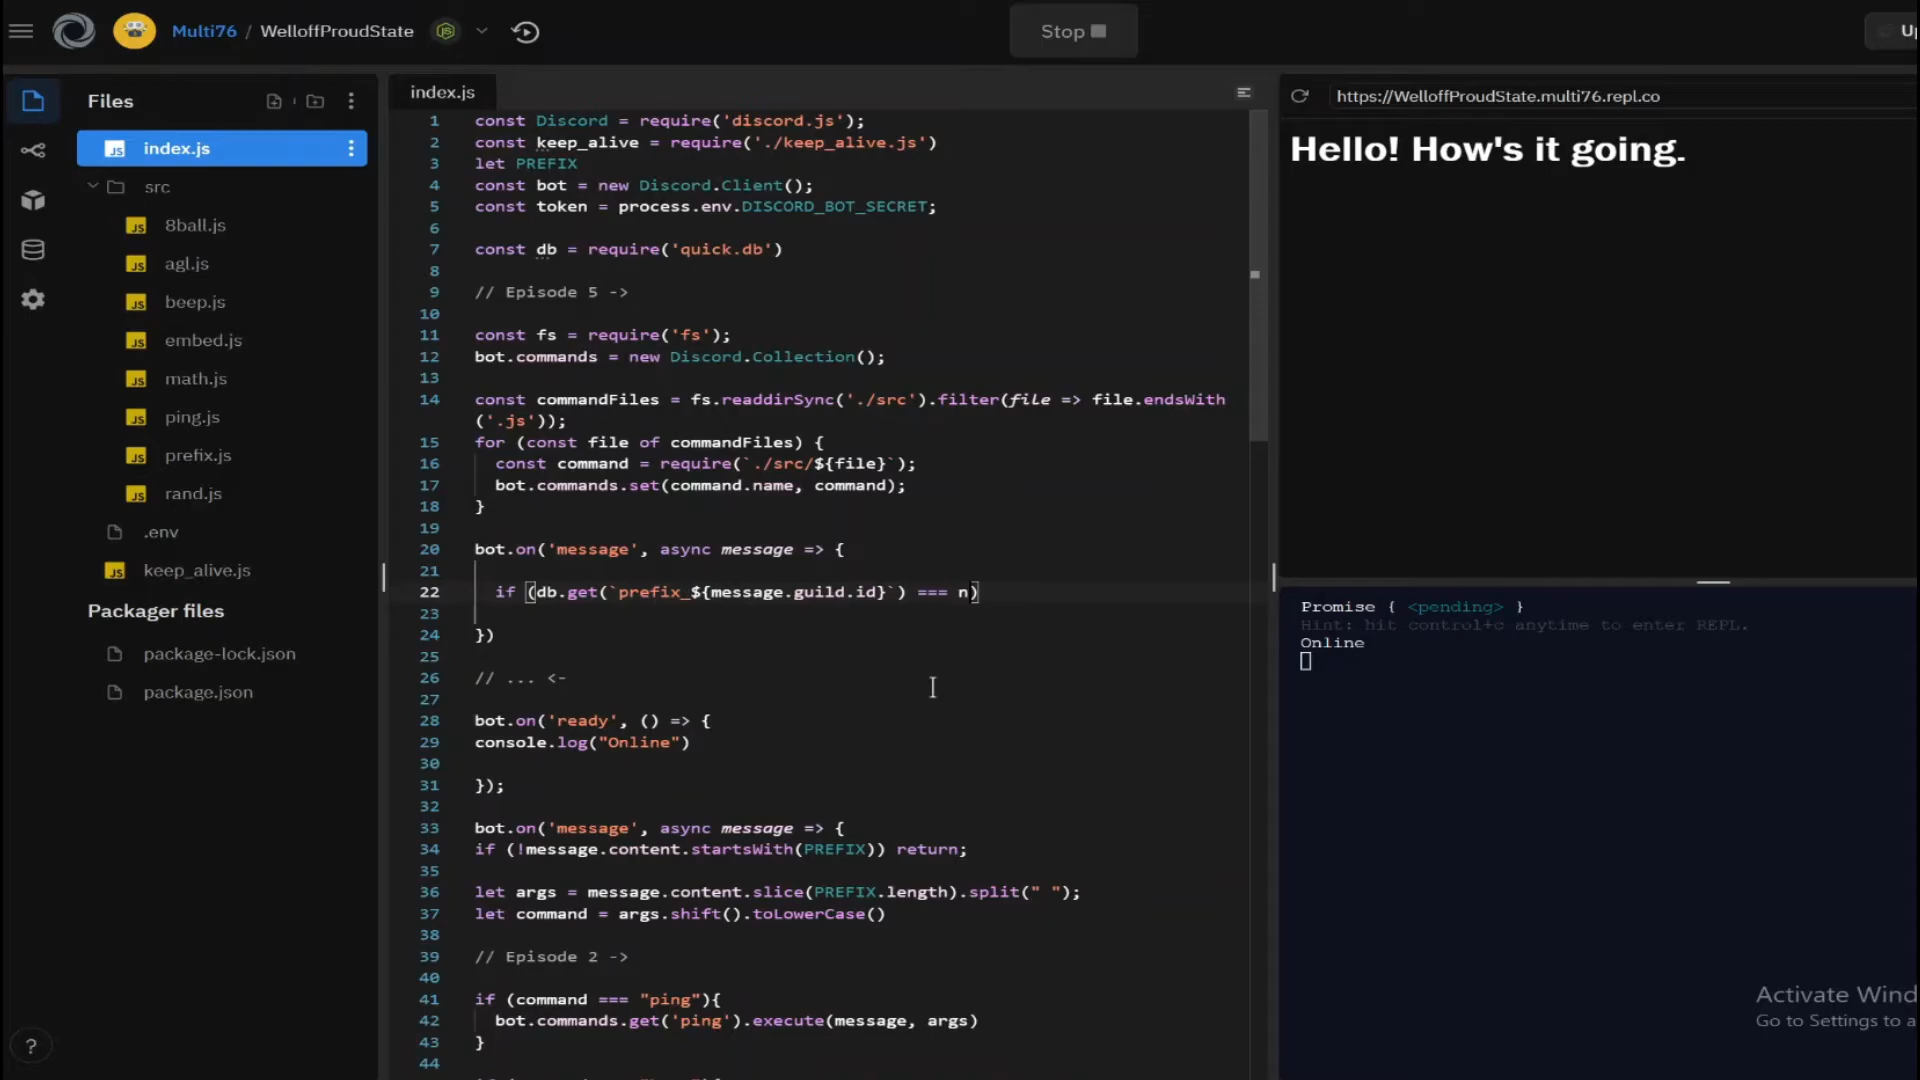 Multi76 / WelloffProudState
Stop
Files
index.js
src
8ball.js
agl.js
beep.js
embed.js
math.js
ping.js
prefix.js
rand.js
.env
keep_alive.js
Packager files
package-lock.json
package.json
?
index.js
1 const Discord = require('discord.js');
2 const keep_alive = require('./keep_alive.js')
3 let PREFIX
4 const bot = new Discord.Client();
5 const token = process.env.DISCORD_BOT_SECRET;
6
7 const db = require('quick.db')
8
9 // Episode 5 ->
10
11 const fs = require('fs');
12 bot.commands = new Discord.Collection();
13
14 const commandFiles = fs.readdirSync('./src').filter(file => file.endsWith
('.js'));
15 for (const file of commandFiles) {
16 const command = require(`./src/${file}`);
17 bot.commands.set(command.name, command);
18 }
19
20 bot.on('message', async message => {
21
22 if (db.get(`prefix_${message.guild.id}`) === n)
23
24 })
25
26 // ... <-
27
28 bot.on('ready', () => {
29 console.log("Online")
30
31 });
32
33 bot.on('message', async message => {
34 if (!message.content.startsWith(PREFIX)) return;
35
36 let args = message.content.slice(PREFIX.length).split(" ");
37 let command = args.shift().toLowerCase()
38
39 // Episode 2 ->
40
41 if (command === "ping"){
42 bot.commands.get('ping').execute(message, args)
43 }
44
https://WelloffProudState.multi76.repl.co
Hello! How's it going.
Promise { <pending> }
Hint: hit control+c anytime to enter REPL.
Online
Activate Wind
Go to Settings to a